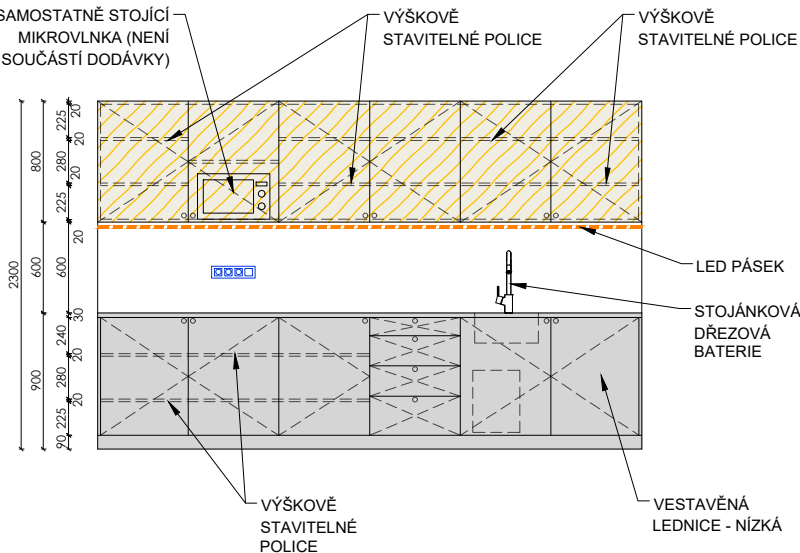 SAMOSTATNĚ STOJÍCÍ
MIKROVLNKA (NENÍ
SOUČÁSTÍ DODÁVKY)
VÝŠKOVĚ
STAVITELNÉ POLICE
VÝŠKOVĚ
STAVITELNÉ POLICE
20
225
20
280
20
225
800
20
2300
600
600
LED PÁSEK
STOJÁNKOVÁ
DŘEZOVÁ
BATERIE
30
240
20
280
20
225
90
900
VÝŠKOVĚ
STAVITELNÉ
POLICE
VESTAVĚNÁ
LEDNICE - NÍZKÁ